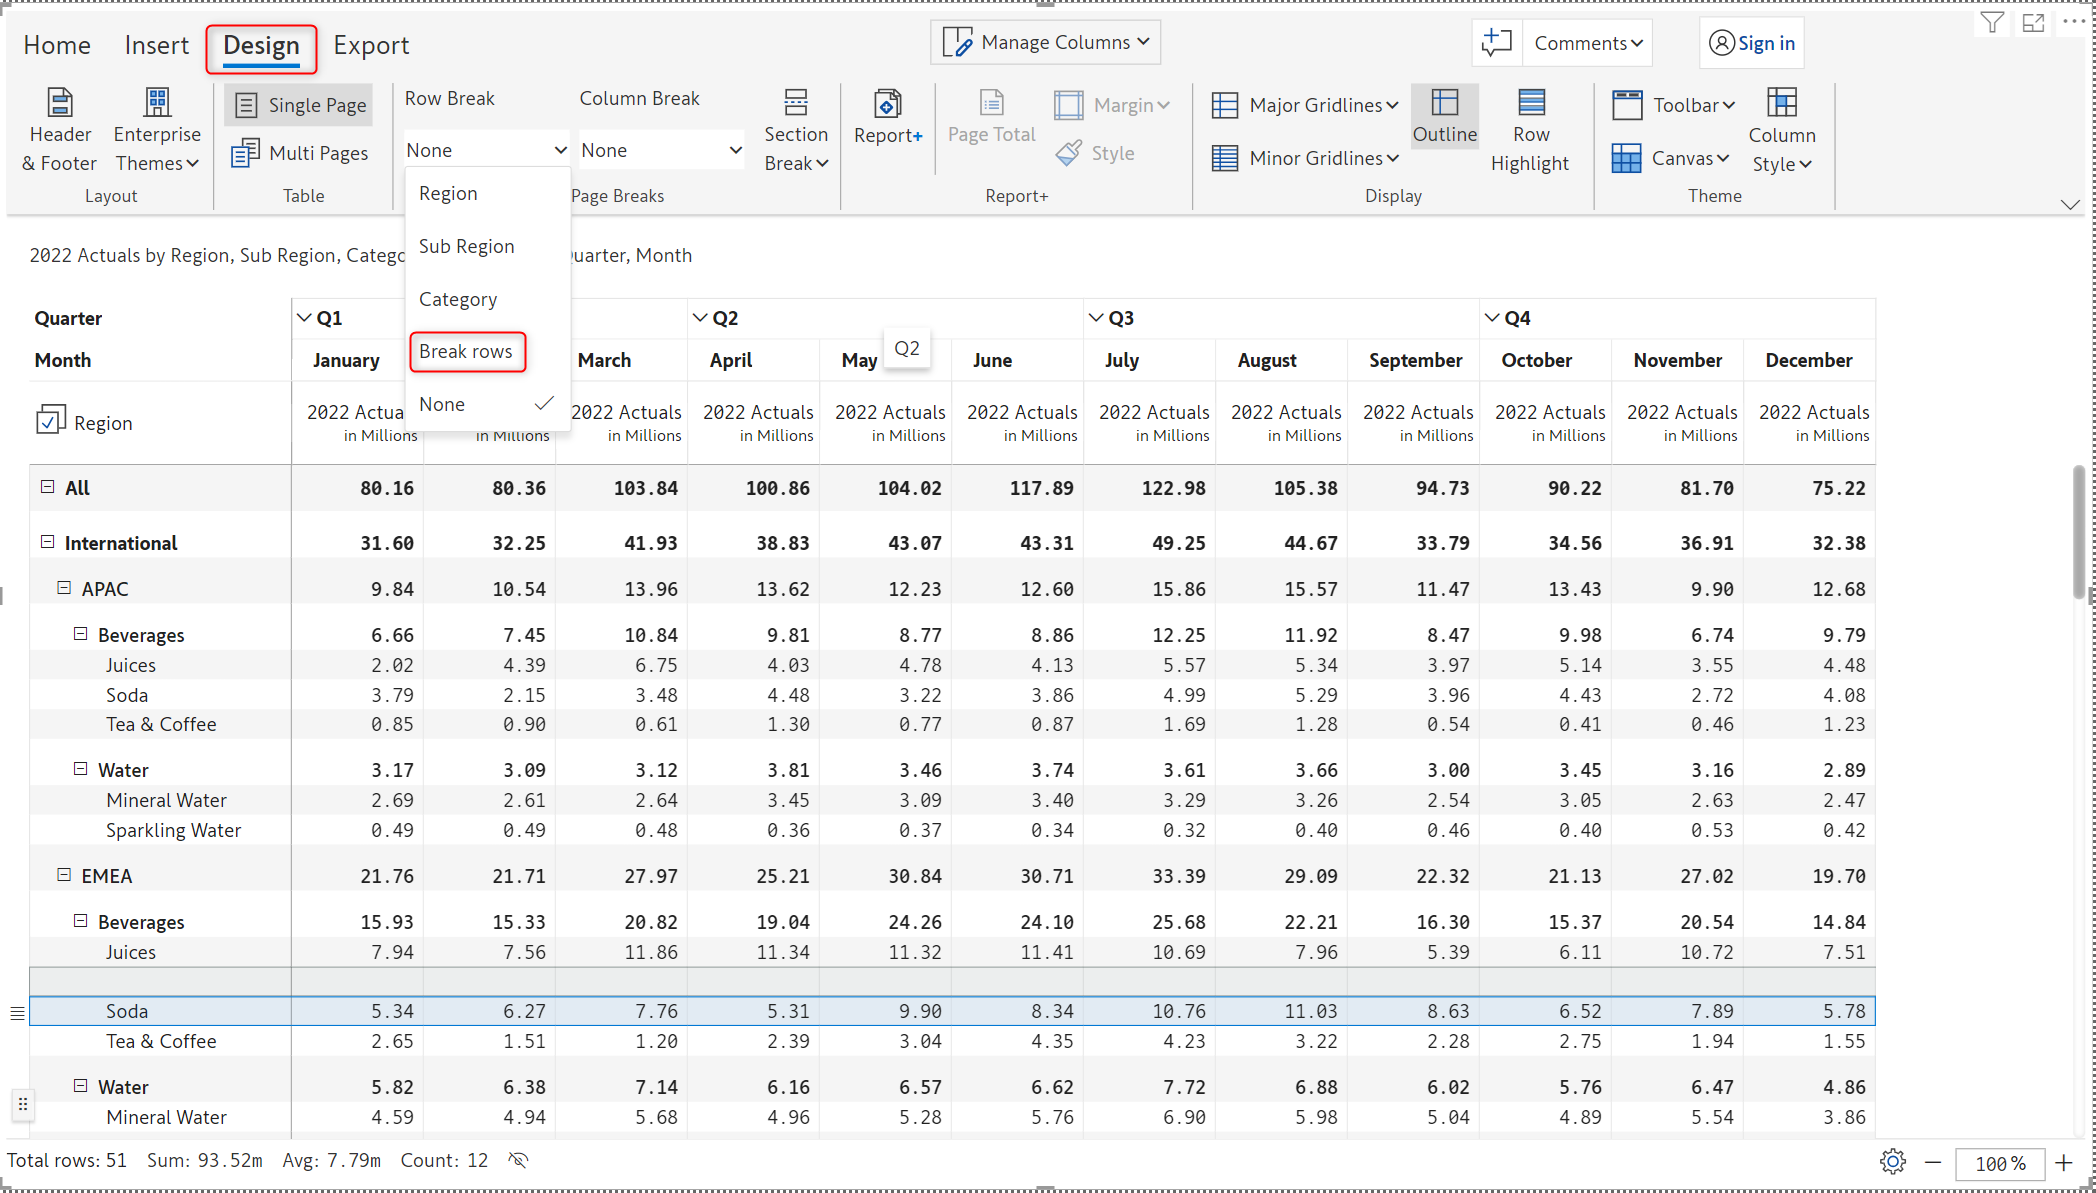 Home Insert Design Export Manage Columns Comments Sign in
Header & Footer Enterprise Themes Layout
Single Page Multi Pages Table
Row Break Column Break None None Section Break Page Breaks
Report+ Page Total Margin Style Report+
Major Gridlines Minor Gridlines Outline Row Highlight Display
Toolbar Canvas Column Style Theme
Region
Sub Region
Category
Break rows
None
2022 Actuals by Region, Sub Region, Catego uarter, Month
Quarter Q1 Q2 Q3 Q4
Month January March April May Q2 June July August September October November December
Region 2022 Actua 2022 Actuals 2022 Actuals 2022 Actuals 2022 Actuals 2022 Actuals 2022 Actuals 2022 Actuals 2022 Actuals 2022 Actuals 2022 Actuals
in Millions in Millions in Millions in Millions in Millions in Millions in Millions in Millions in Millions in Millions in Millions in Millions
All 80.16 80.36 103.84 100.86 104.02 117.89 122.98 105.38 94.73 90.22 81.70 75.22
International 31.60 32.25 41.93 38.83 43.07 43.31 49.25 44.67 33.79 34.56 36.91 32.38
APAC 9.84 10.54 13.96 13.62 12.23 12.60 15.86 15.57 11.47 13.43 9.90 12.68
Beverages 6.66 7.45 10.84 9.81 8.77 8.86 12.25 11.92 8.47 9.98 6.74 9.79
Juices 2.02 4.39 6.75 4.03 4.78 4.13 5.57 5.34 3.97 5.14 3.55 4.48
Soda 3.79 2.15 3.48 4.48 3.22 3.86 4.99 5.29 3.96 4.43 2.72 4.08
Tea & Coffee 0.85 0.90 0.61 1.30 0.77 0.87 1.69 1.28 0.54 0.41 0.46 1.23
Water 3.17 3.09 3.12 3.81 3.46 3.74 3.61 3.66 3.00 3.45 3.16 2.89
Mineral Water 2.69 2.61 2.64 3.45 3.09 3.40 3.29 3.26 2.54 3.05 2.63 2.47
Sparkling Water 0.49 0.49 0.48 0.36 0.37 0.34 0.32 0.40 0.46 0.40 0.53 0.42
EMEA 21.76 21.71 27.97 25.21 30.84 30.71 33.39 29.09 22.32 21.13 27.02 19.70
Beverages 15.93 15.33 20.82 19.04 24.26 24.10 25.68 22.21 16.30 15.37 20.54 14.84
Juices 7.94 7.56 11.86 11.34 11.32 11.41 10.69 7.96 5.39 6.11 10.72 7.51
Soda 5.34 6.27 7.76 5.31 9.90 8.34 10.76 11.03 8.63 6.52 7.89 5.78
Tea & Coffee 2.65 1.51 1.20 2.39 3.04 4.35 4.23 3.22 2.28 2.75 1.94 1.55
Water 5.82 6.38 7.14 6.16 6.57 6.62 7.72 6.88 6.02 5.76 6.47 4.86
Mineral Water 4.59 4.94 5.68 4.96 5.28 5.76 6.90 5.98 5.04 4.89 5.54 3.86
Total rows: 51 Sum: 93.52m Avg: 7.79m Count: 12 100 %